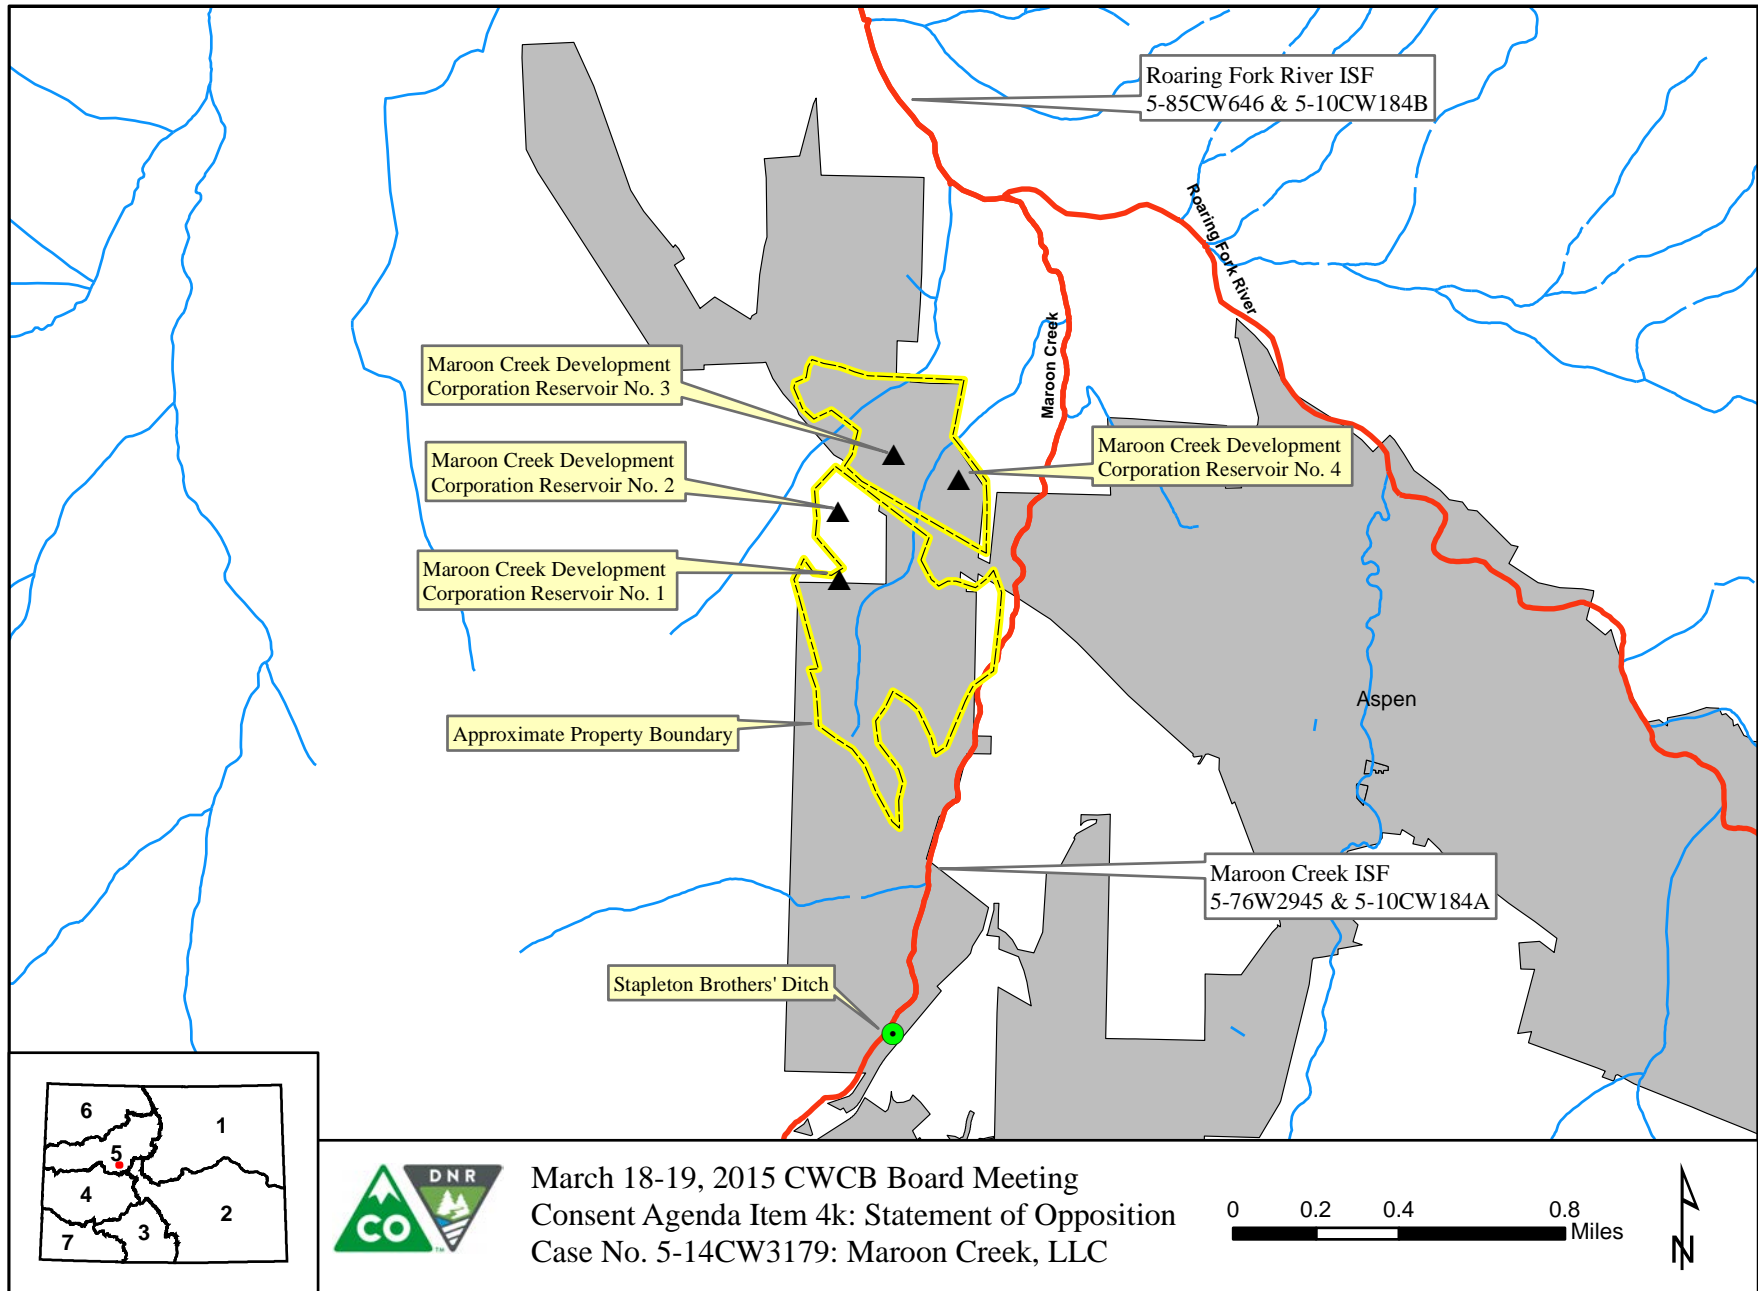 Roaring Fork River ISF
5-85CW646 & 5-10CW184B
Roaring Fork River
Maroon Creek
Maroon Creek Development
Corporation Reservoir No. 3
Maroon Creek Development
Corporation Reservoir No. 4
Maroon Creek Development
Corporation Reservoir No. 2
Maroon Creek Development
Corporation Reservoir No. 1
Aspen
Approximate Property Boundary
Maroon Creek ISF
5-76W2945 & 5-10CW184A
Stapleton Brothers' Ditch
6
1
5
4
2
3
7
CO
TM
DNR
March 18-19, 2015 CWCB Board Meeting
Consent Agenda Item 4k: Statement of Opposition
Case No. 5-14CW3179: Maroon Creek, LLC
0 0.2 0.4 0.8
Miles
N